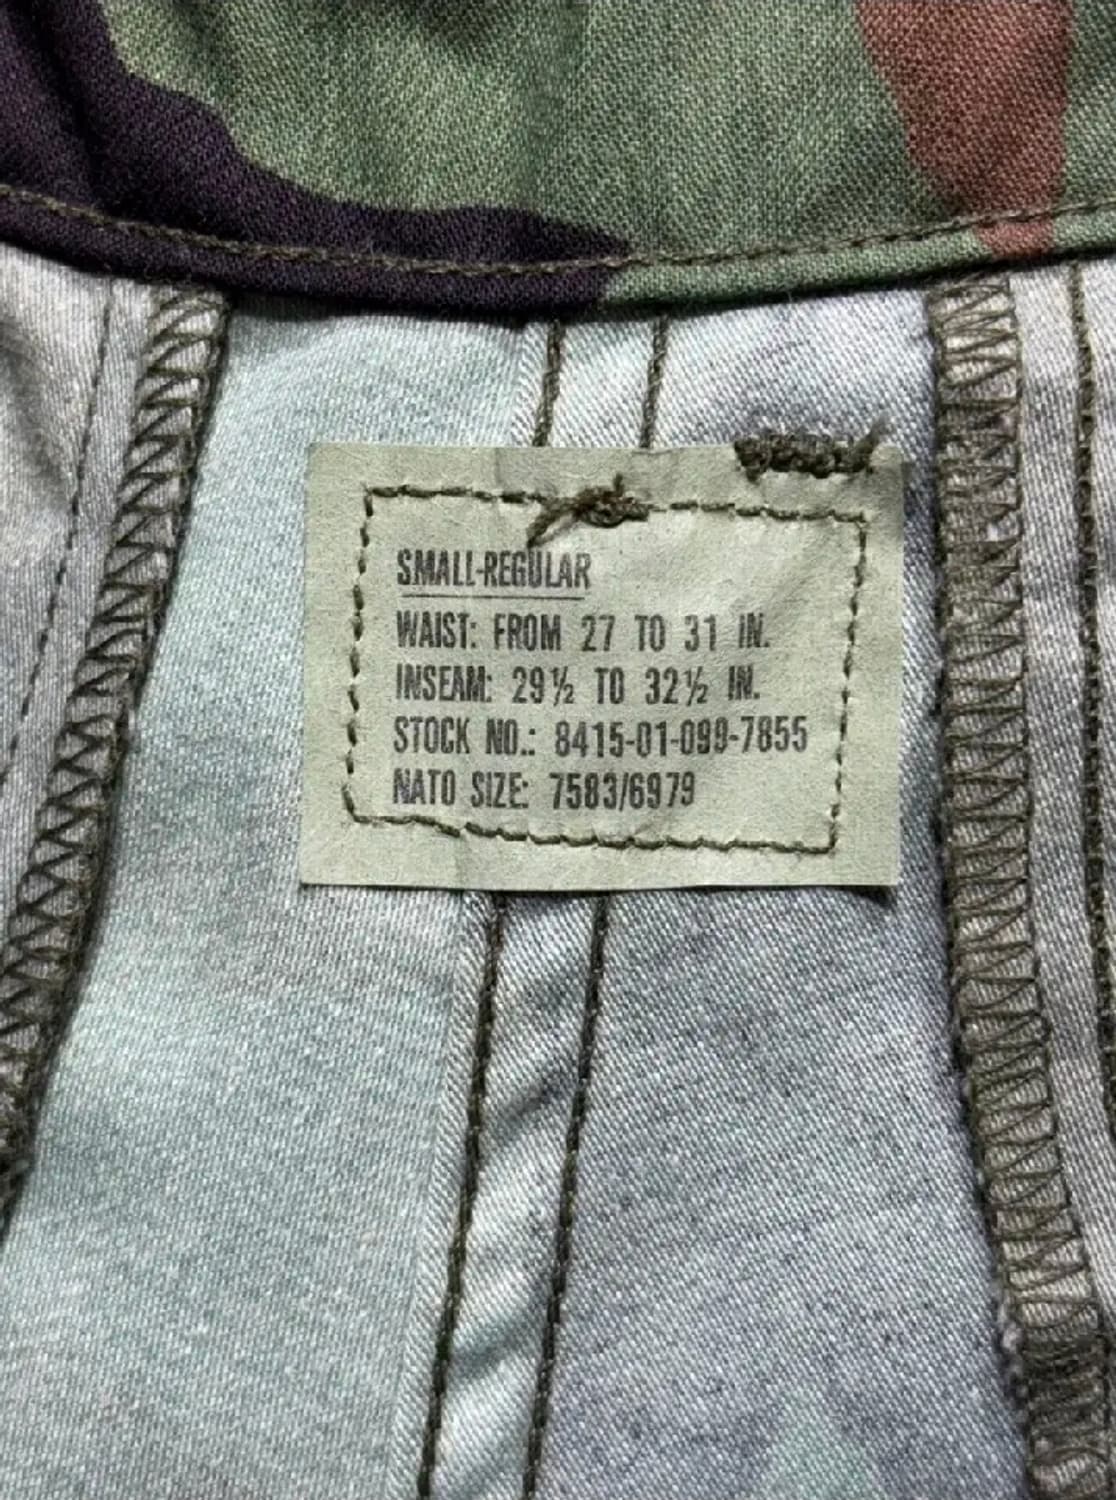 SMALL-REGULAR
WAIST: FROM 27 TO 31 IN.
INSEAM: 29½ TO 32½ IN.
STOCK NO.: 8415-01-099-7855
NATO SIZE: 7583/6979